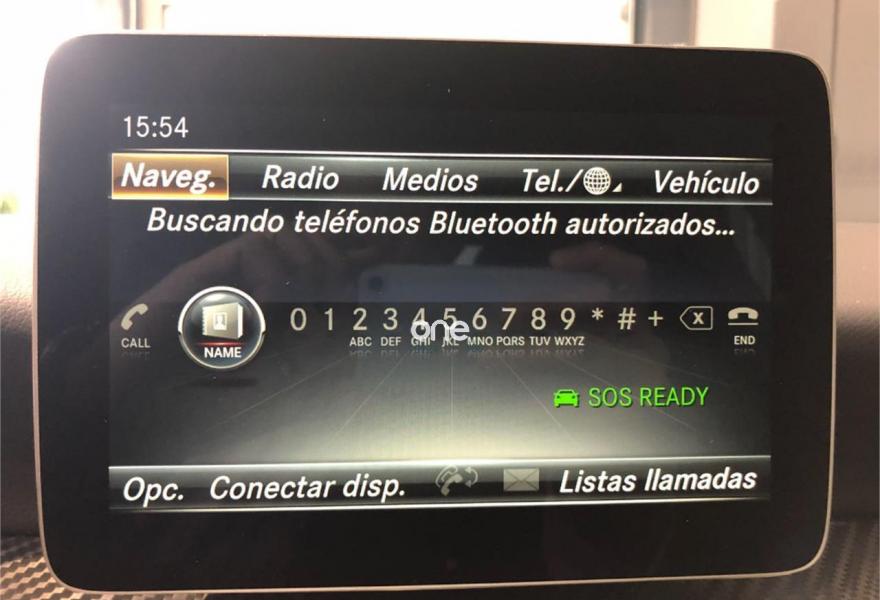 15:54
Naveg. Radio Medios Tel./ Vehículo
Buscando teléfonos Bluetooth autorizados...
0 1 2 3 4 5 6 7 8 9 * # + X
CALL NAME ABC DEF GHI JKL MNO PQRS TUV WXYZ END
one
SOS READY
Opc. Conectar disp. Listas llamadas